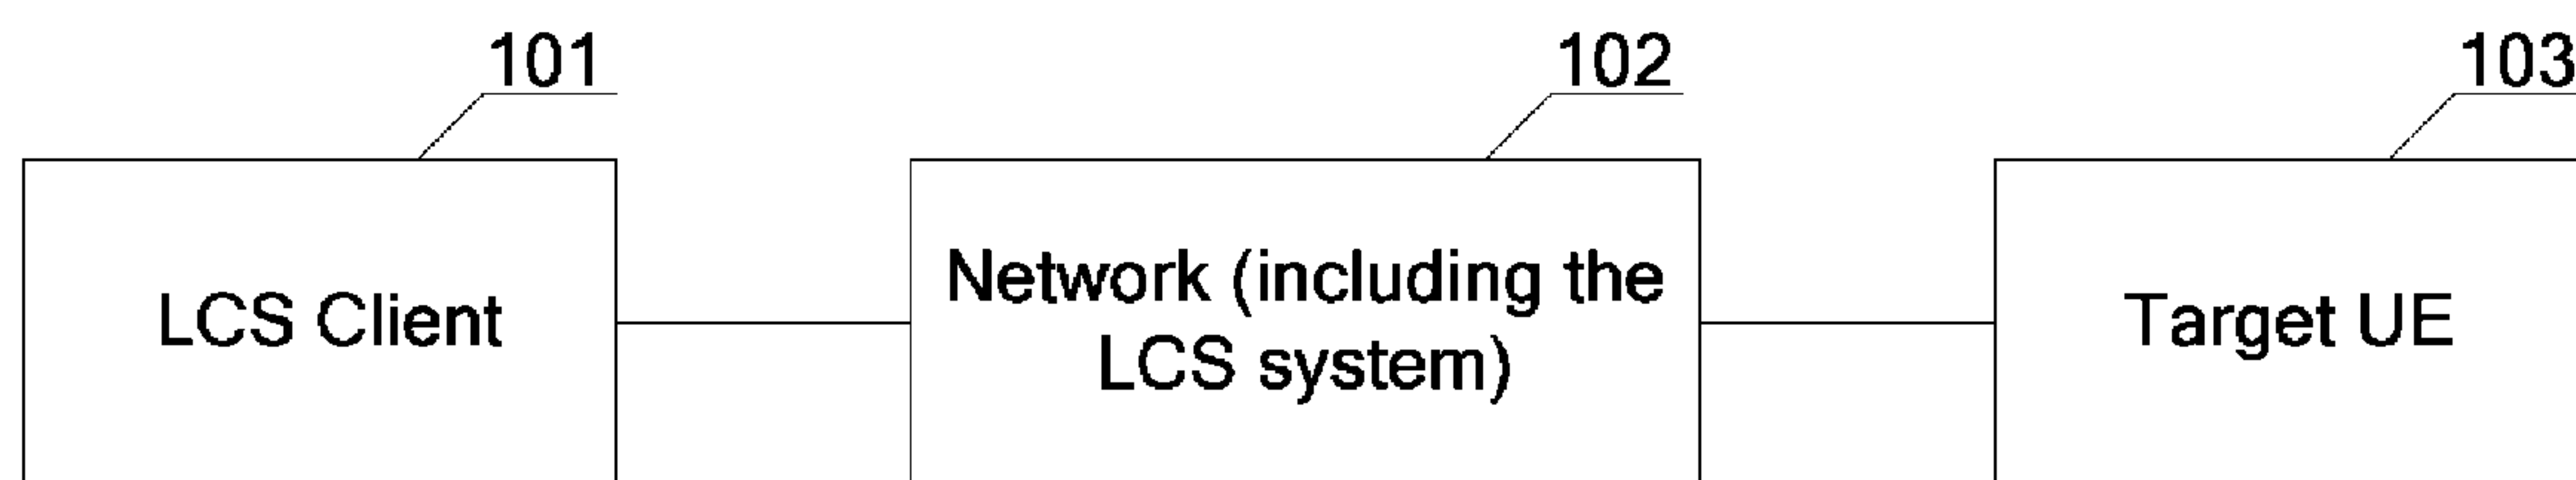 101
102
103
LCS Client
Network (including the
LCS system)
Target UE